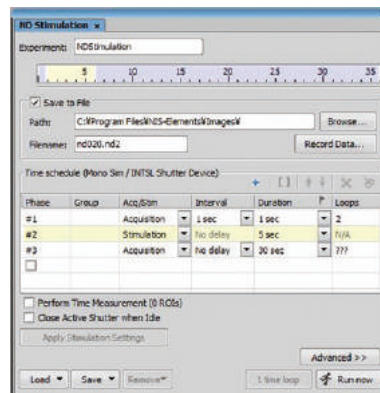 ND Stimulation x
Experiment: NDStimulation
5 10 15 20 25 30 35
Save to File
Path: C:¥Program Files¥NIS-Elements¥Images¥ Browse...
Filename: nd020.nd2 Record Data...
Time schedule (Mono Sim / INTSL Shutter Device)
Phase Group Acq/Stim Interval Duration Loops
#1 Acquisition 1 sec 1 sec 2
#2 Stimulation No delay 5 sec N/A
#3 Acquisition No delay 30 sec ???
Perform Time Measurement (0 ROIs)
Close Active Shutter when Idle
Apply Stimulation Settings
Advanced >>
Load Save Remove 1 time loop Run now